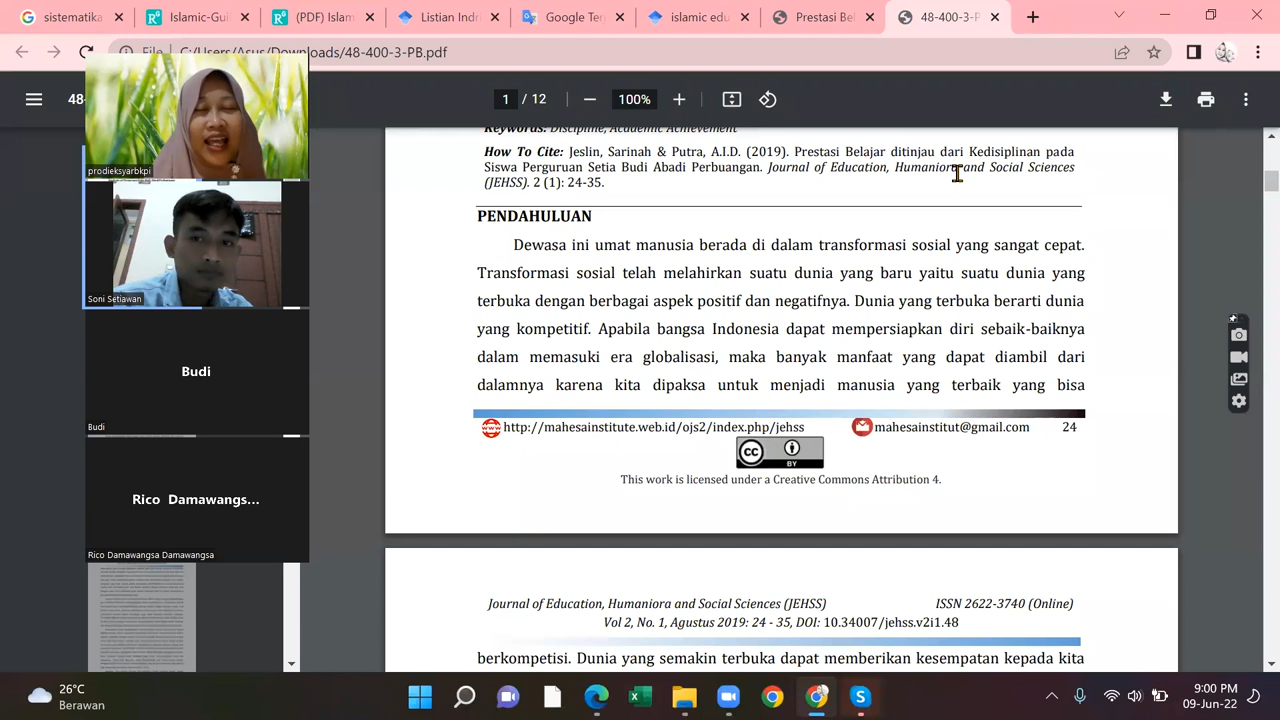 sistematika
Islamic-Gui
(PDF) Islam
Listian Indri
Google Ter
islamic edu
Prestasi Bel
48-400-3-P
File
C:/Users/Asus/Downloads/48-400-3-PB.pdf
48-
1 / 12
100%
prodieksyarbkpi
Soni Setiawan
Budi
Budi
Rico Damawangs...
Rico Damawangsa Damawangsa
Keywords: Discipline, Academic Achievement
How To Cite: Jeslin, Sarinah & Putra, A.I.D. (2019). Prestasi Belajar ditinjau dari Kedisiplinan pada
Siswa Perguruan Setia Budi Abadi Perbuangan. Journal of Education, Humaniora and Social Sciences
(JEHSS). 2 (1): 24-35.
PENDAHULUAN
Dewasa ini umat manusia berada di dalam transformasi sosial yang sangat cepat.
Transformasi sosial telah melahirkan suatu dunia yang baru yaitu suatu dunia yang
terbuka dengan berbagai aspek positif dan negatifnya. Dunia yang terbuka berarti dunia
yang kompetitif. Apabila bangsa Indonesia dapat mempersiapkan diri sebaik-baiknya
dalam memasuki era globalisasi, maka banyak manfaat yang dapat diambil dari
dalamnya karena kita dipaksa untuk menjadi manusia yang terbaik yang bisa
http://mahesainstitute.web.id/ojs2/index.php/jehss
mahesainstitut@gmail.com
24
CC BY
This work is licensed under a Creative Commons Attribution 4.
Journal of Education, Humaniora and Social Sciences (JEHSS)
ISSN 2622-3740 (Online)
Vol 2, No. 1, Agustus 2019: 24 - 35, DOI: 10.34007/jehss.v2i1.48
berkompetisi. Dunia yang semakin terbuka dapat memberikan kesempatan kepada kita
26°C
Berawan
9:00 PM
09-Jun-22